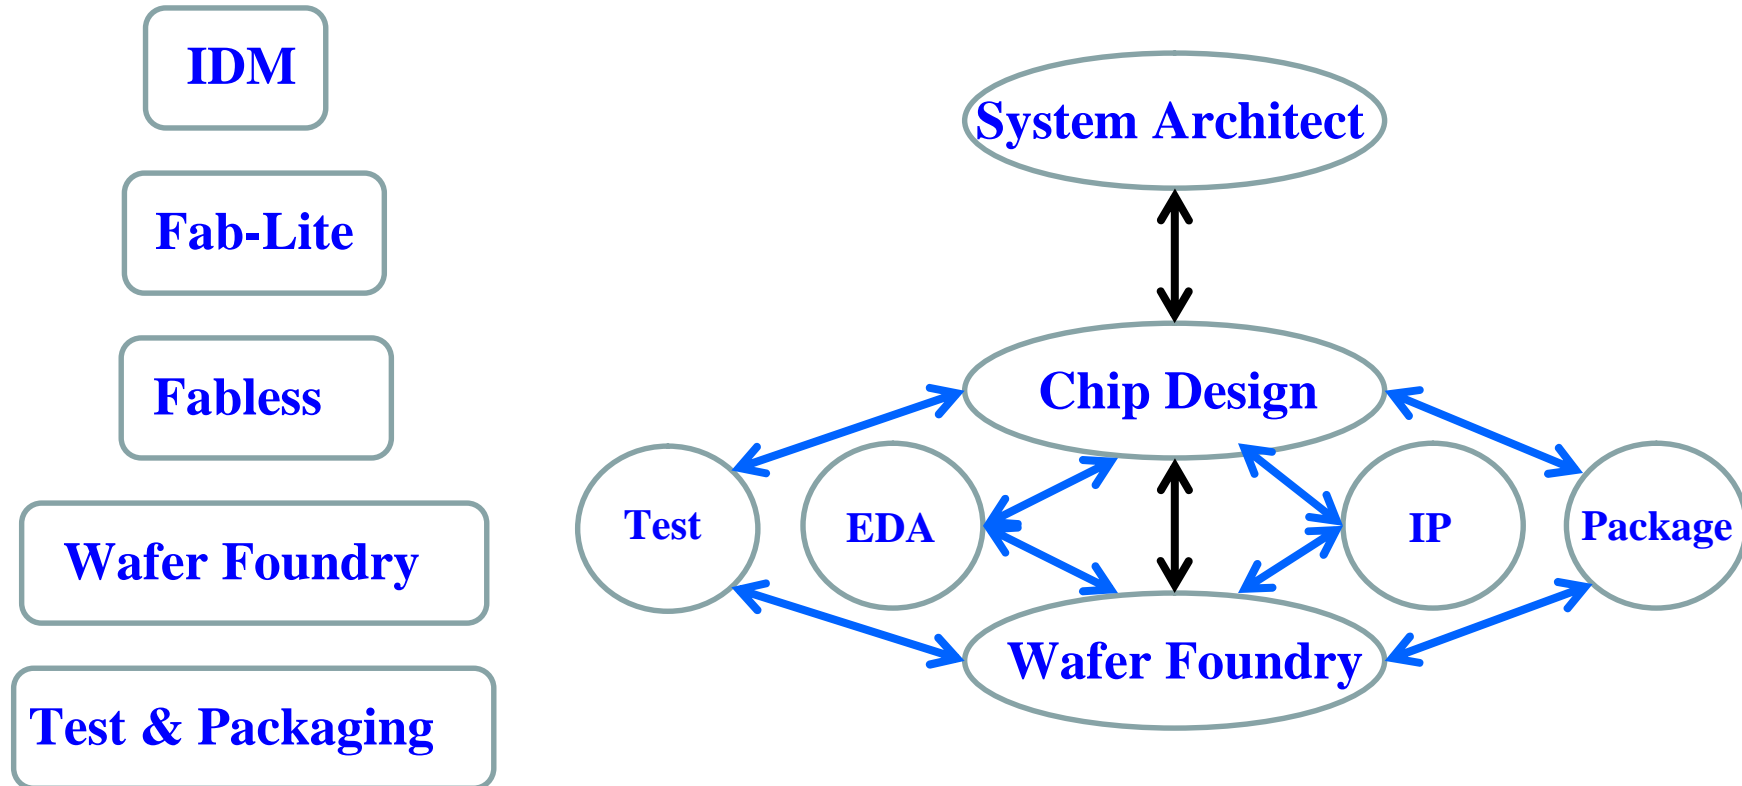 IDM
Fab-Lite
Fabless
Wafer Foundry
Test & Packaging
System Architect
Chip Design
Test
EDA
IP
Package
Wafer Foundry